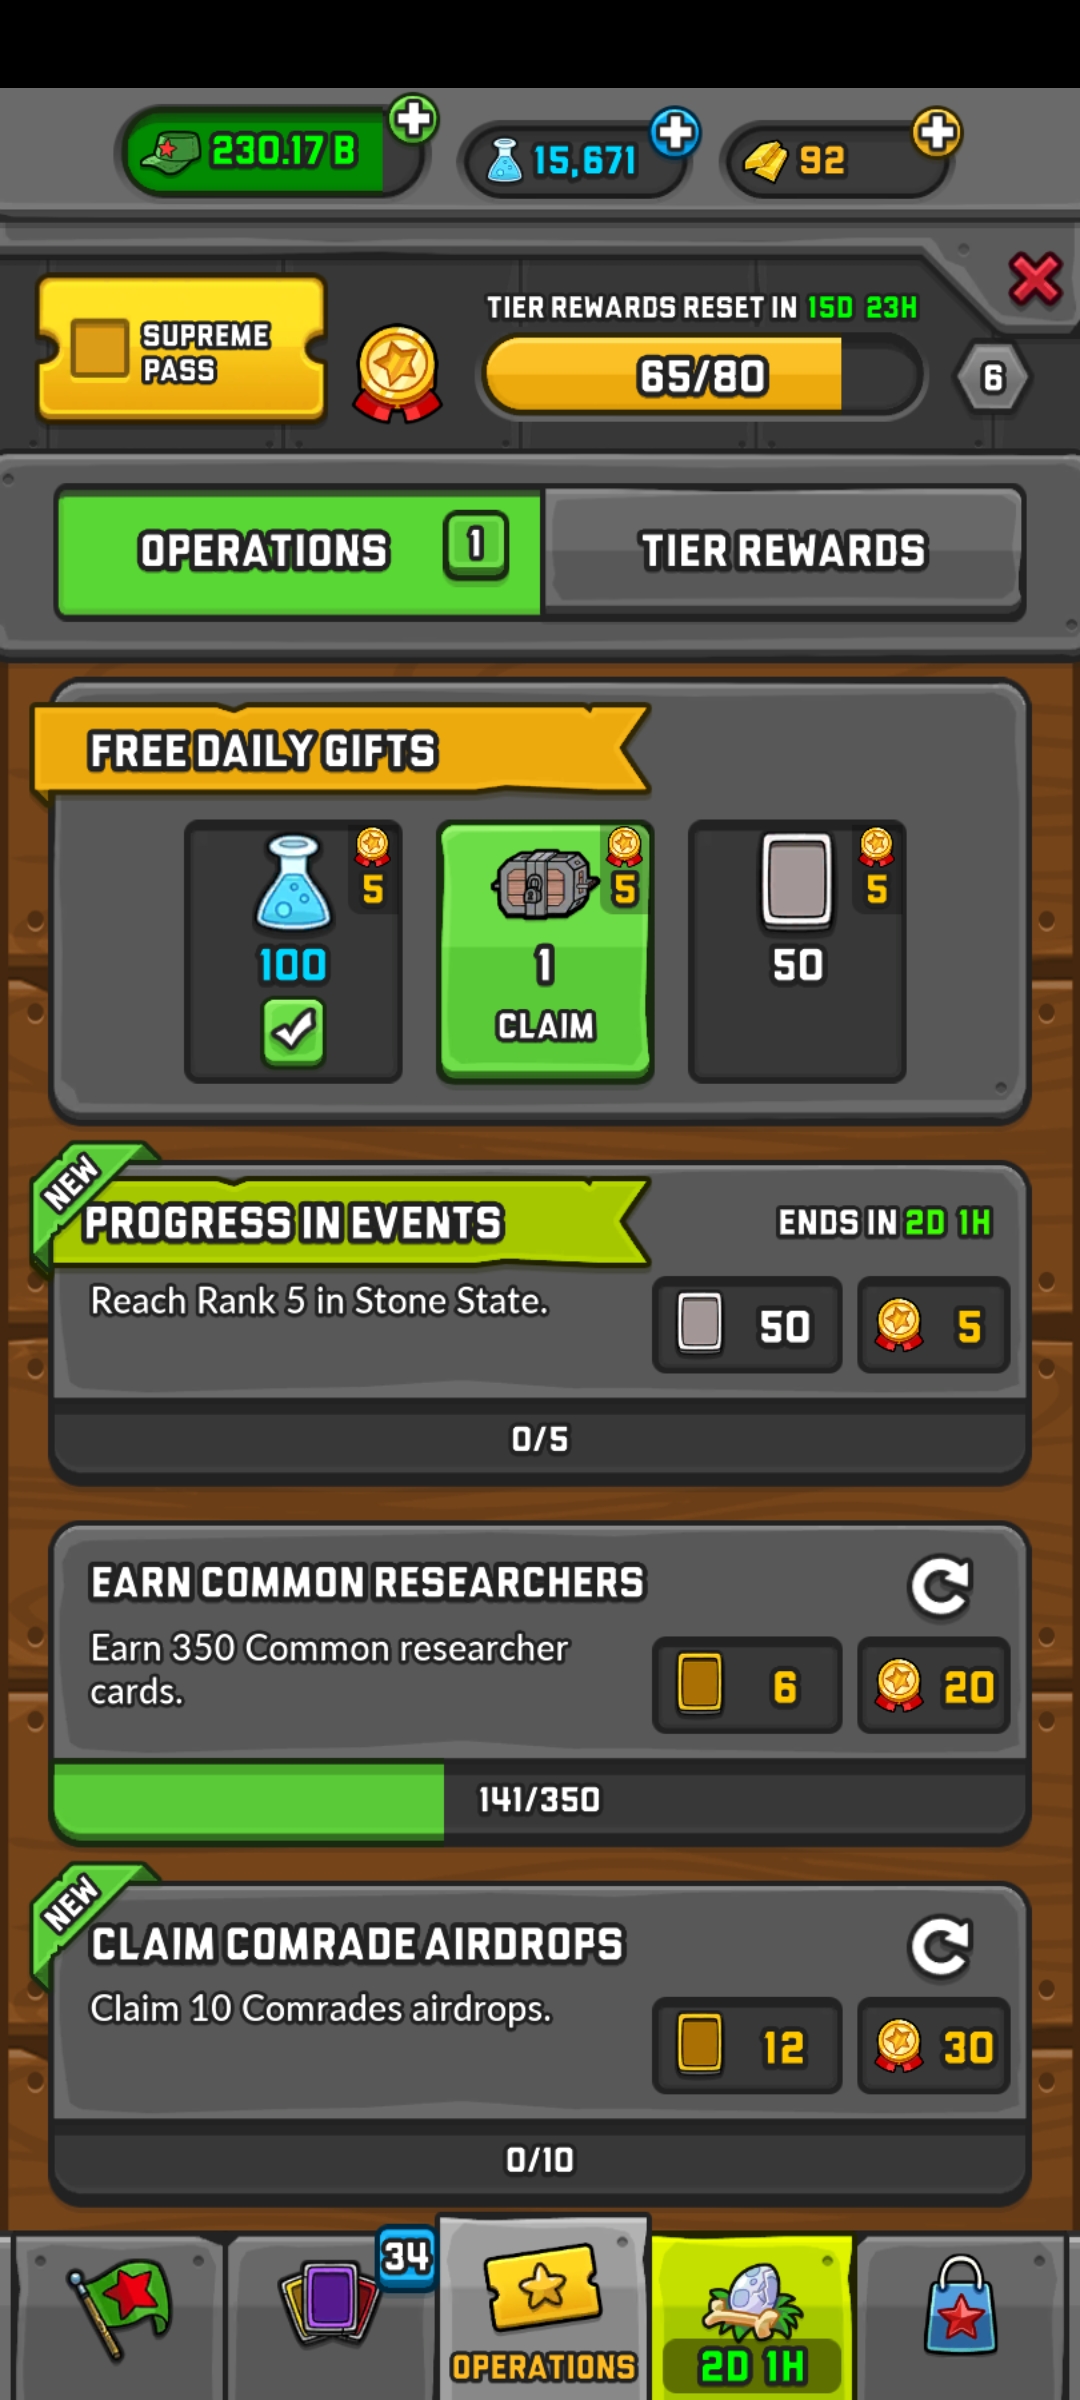 230.17 B
15,671
92
TIER REWARDS RESET IN 15D 23H
SUPREME
PASS
65/80
6
OPERATIONS
1
TIER REWARDS
FREE DAILY GIFTS
5
5
5
100
1
50
CLAIM
NEW
PROGRESS IN EVENTS
ENDS IN 2D 1H
Reach Rank 5 in Stone State.
50
5
0/5
EARN COMMON RESEARCHERS
Earn 350 Common researcher
cards.
6
20
141/350
NEW
CLAIM COMRADE AIRDROPS
Claim 10 Comrades airdrops.
12
30
0/10
34
OPERATIONS
2D 1H